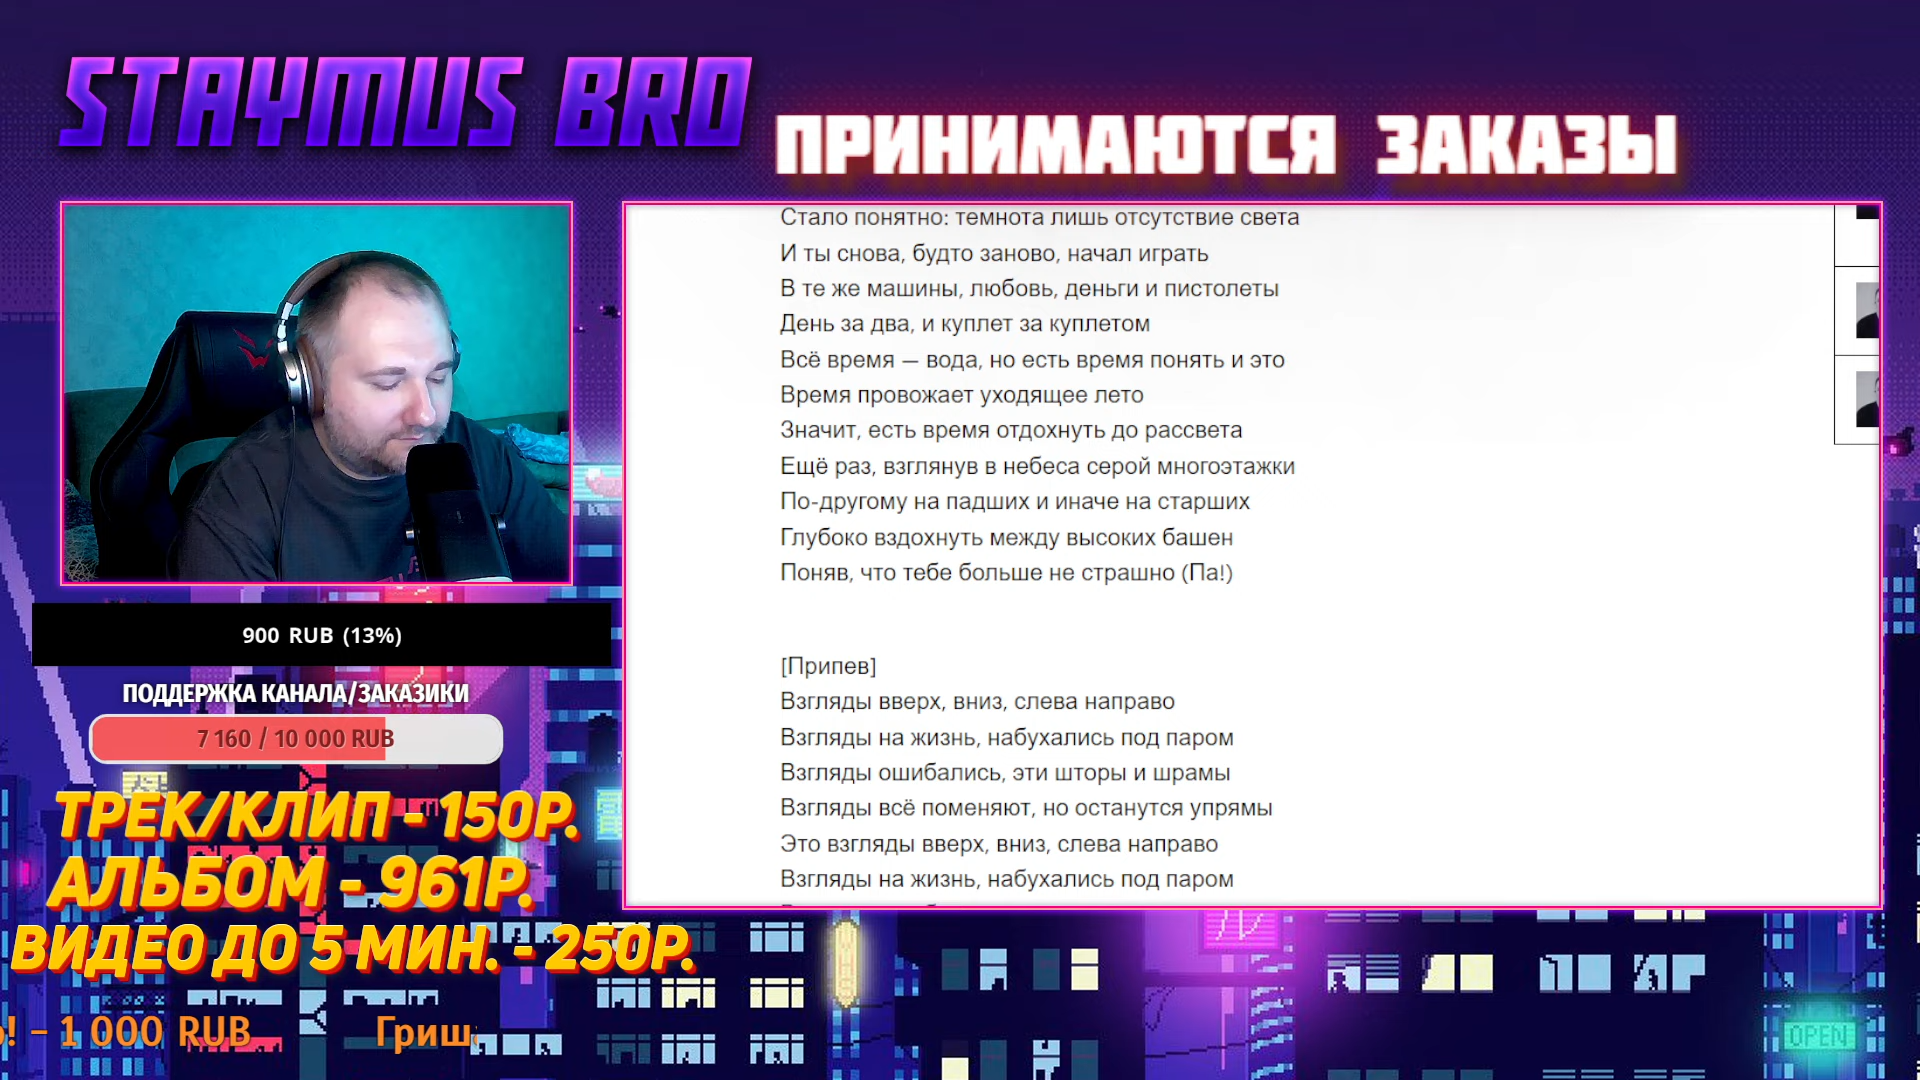 STAYMUS BRO
ПРИНИМАЮТСЯ ЗАКАЗЫ
Стало понятно: темнота лишь отсутствие света
И ты снова, будто заново, начал играть
В те же машины, любовь, деньги и пистолеты
День за два, и куплет за куплетом
Всё время — вода, но есть время понять и это
Время провожает уходящее лето
Значит, есть время отдохнуть до рассвета
Ещё раз, взглянув в небеса серой многоэтажки
По-другому на падших и иначе на старших
Глубоко вздохнуть между высоких башен
Поняв, что тебе больше не страшно (Па!)
[Припев]
Взгляды вверх, вниз, слева направо
Взгляды на жизнь, набухались под паром
Взгляды ошибались, эти шторы и шрамы
Взгляды всё поменяют, но останутся упрямы
Это взгляды вверх, вниз, слева направо
Взгляды на жизнь, набухались под паром
900 RUB (13%)
ПОДДЕРЖКА КАНАЛА/ЗАКАЗИКИ
7 160 / 10 000 RUB
ТРЕК/КЛИП - 150Р.
АЛЬБОМ - 961Р.
ВИДЕО ДО 5 МИН. - 250Р.
! – 1 000 RUB Гриш
OPEN